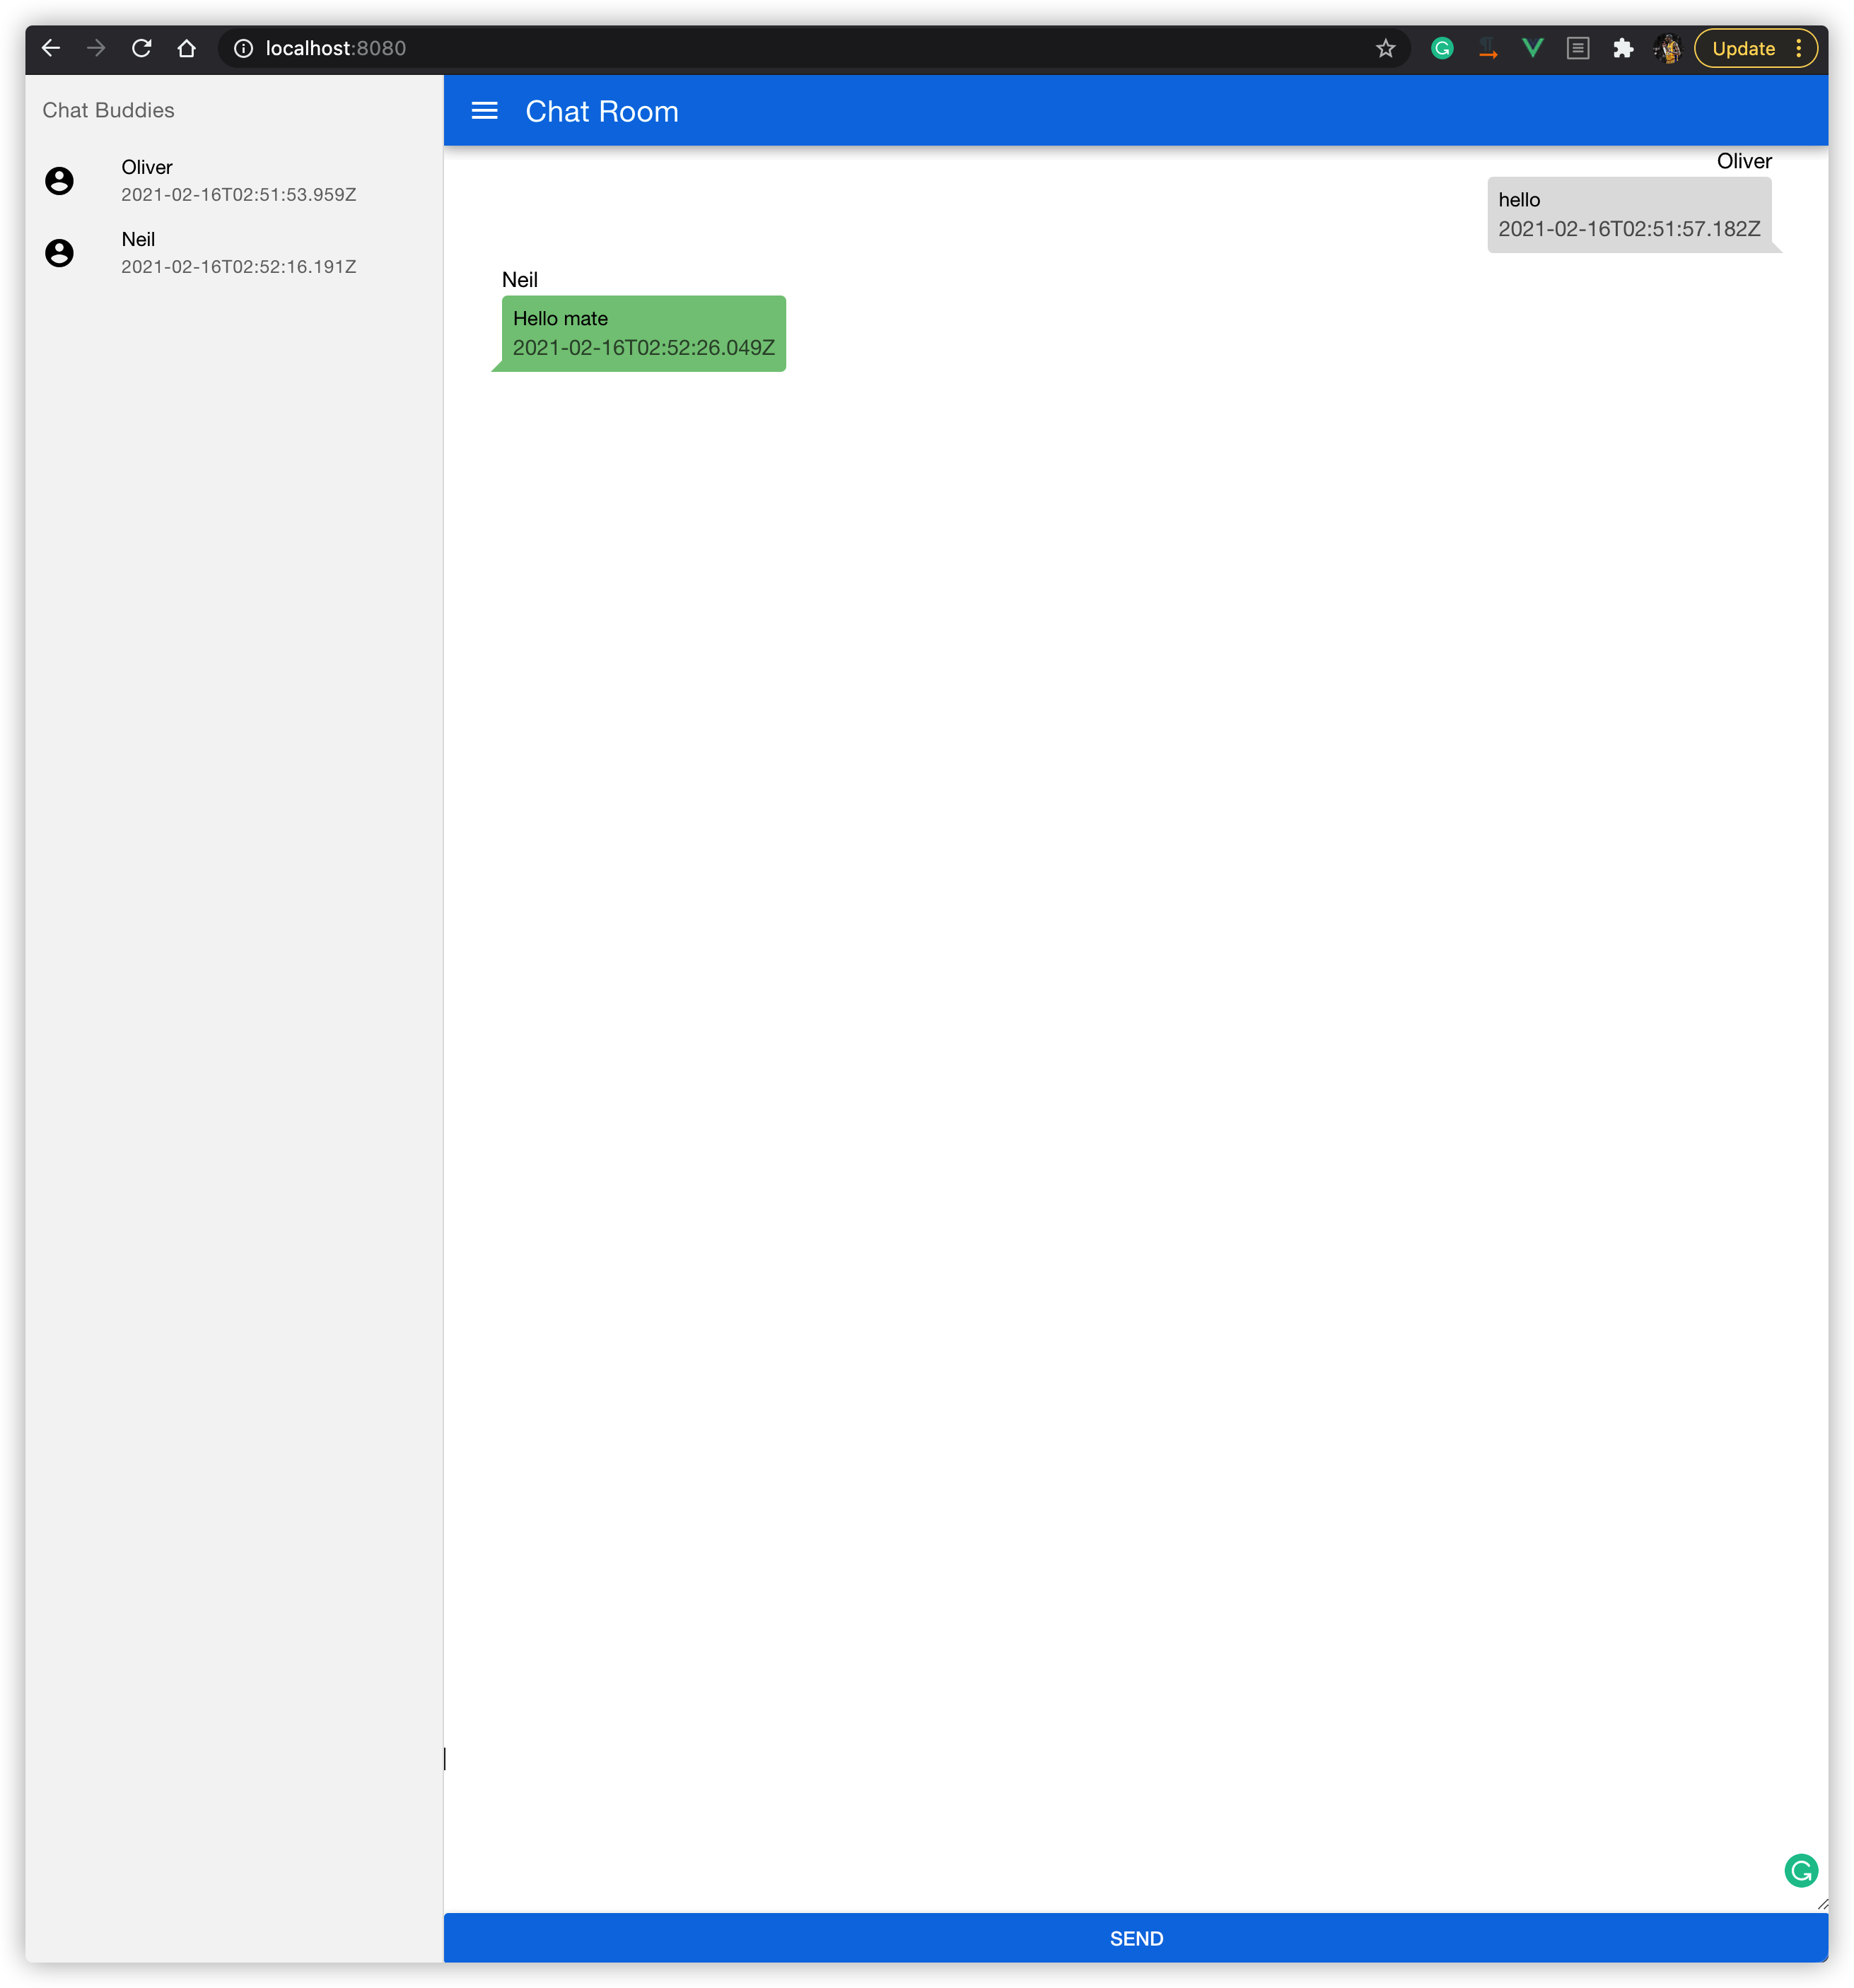 localhost:8080
Update
Chat Buddies
Oliver
2021-02-16T02:51:53.959Z
Neil
2021-02-16T02:52:16.191Z
Chat Room
Oliver
hello
2021-02-16T02:51:57.182Z
Neil
Hello mate
2021-02-16T02:52:26.049Z
SEND